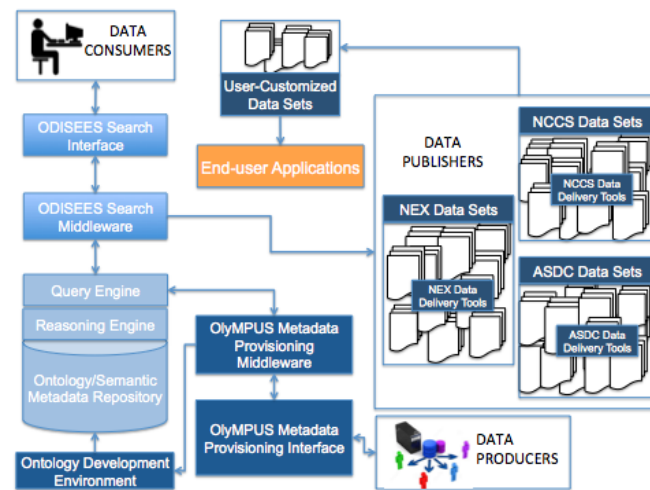 DATA
CONSUMERS
User-Customized
Data Sets
ODISEES Search
Interface
End-user Applications
DATA
PUBLISHERS
NCCS Data Sets
NCCS Data
Delivery Tools
ODISEES Search
Middleware
NEX Data Sets
NEX Data
Delivery Tools
ASDC Data Sets
ASDC Data
Delivery Tools
Query Engine
Reasoning Engine
Ontology/Semantic
Metadata Repository
OlyMPUS Metadata
Provisioning
Middleware
OlyMPUS Metadata
Provisioning Interface
Ontology Development
Environment
DATA
PRODUCERS